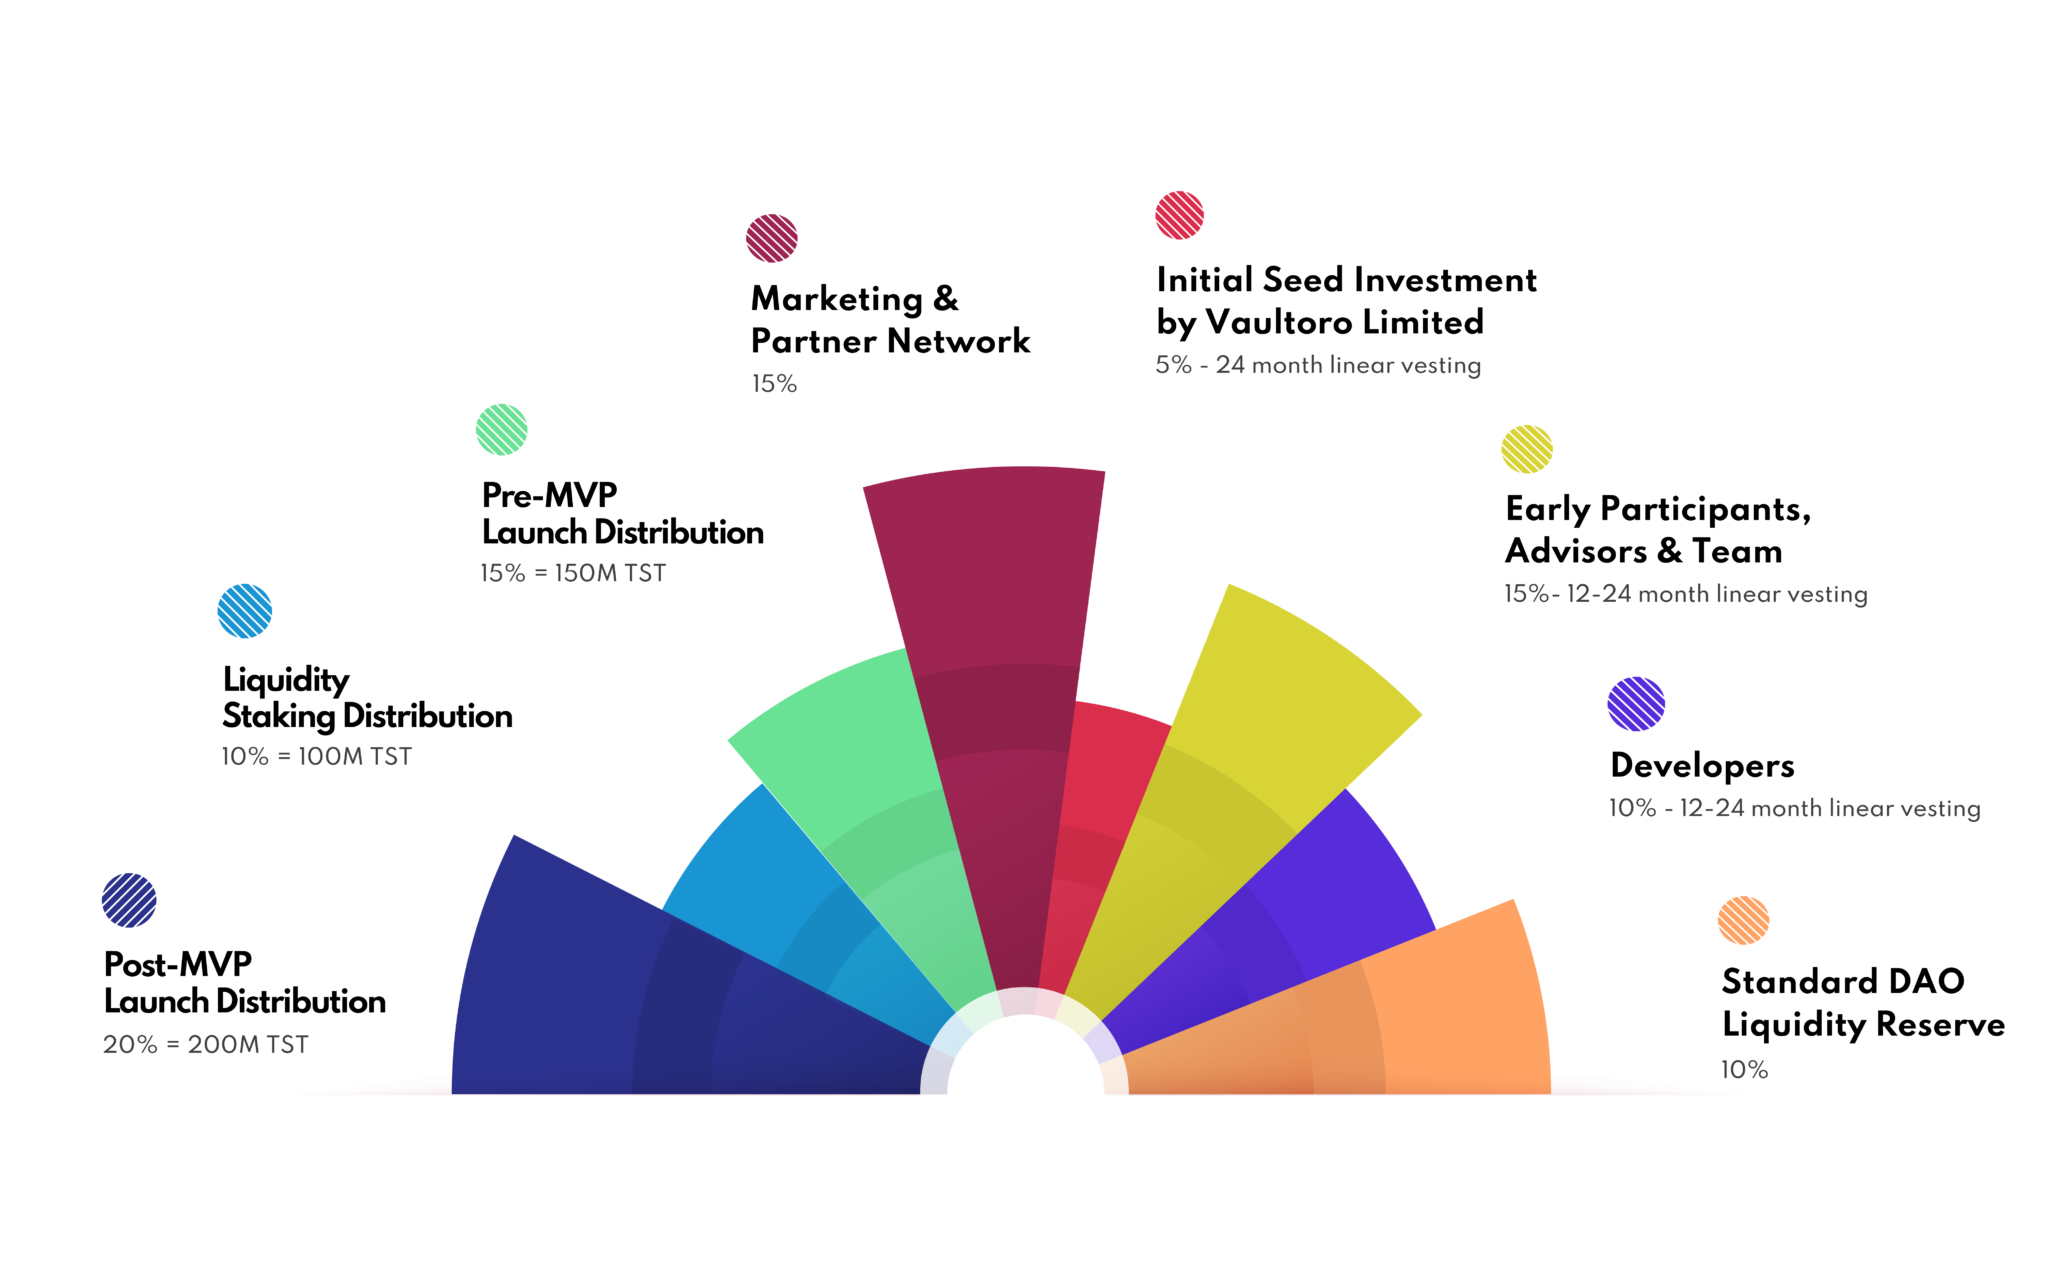 Marketing &
Partner Network
15%
Initial Seed Investment
by Vaultoro Limited
5% - 24 month linear vesting
Pre-MVP
Launch Distribution
15% = 150M TST
Early Participants,
Advisors & Team
15%- 12-24 month linear vesting
Liquidity
Staking Distribution
10% = 100M TST
Developers
10% - 12-24 month linear vesting
Post-MVP
Launch Distribution
20% = 200M TST
Standard DAO
Liquidity Reserve
10%